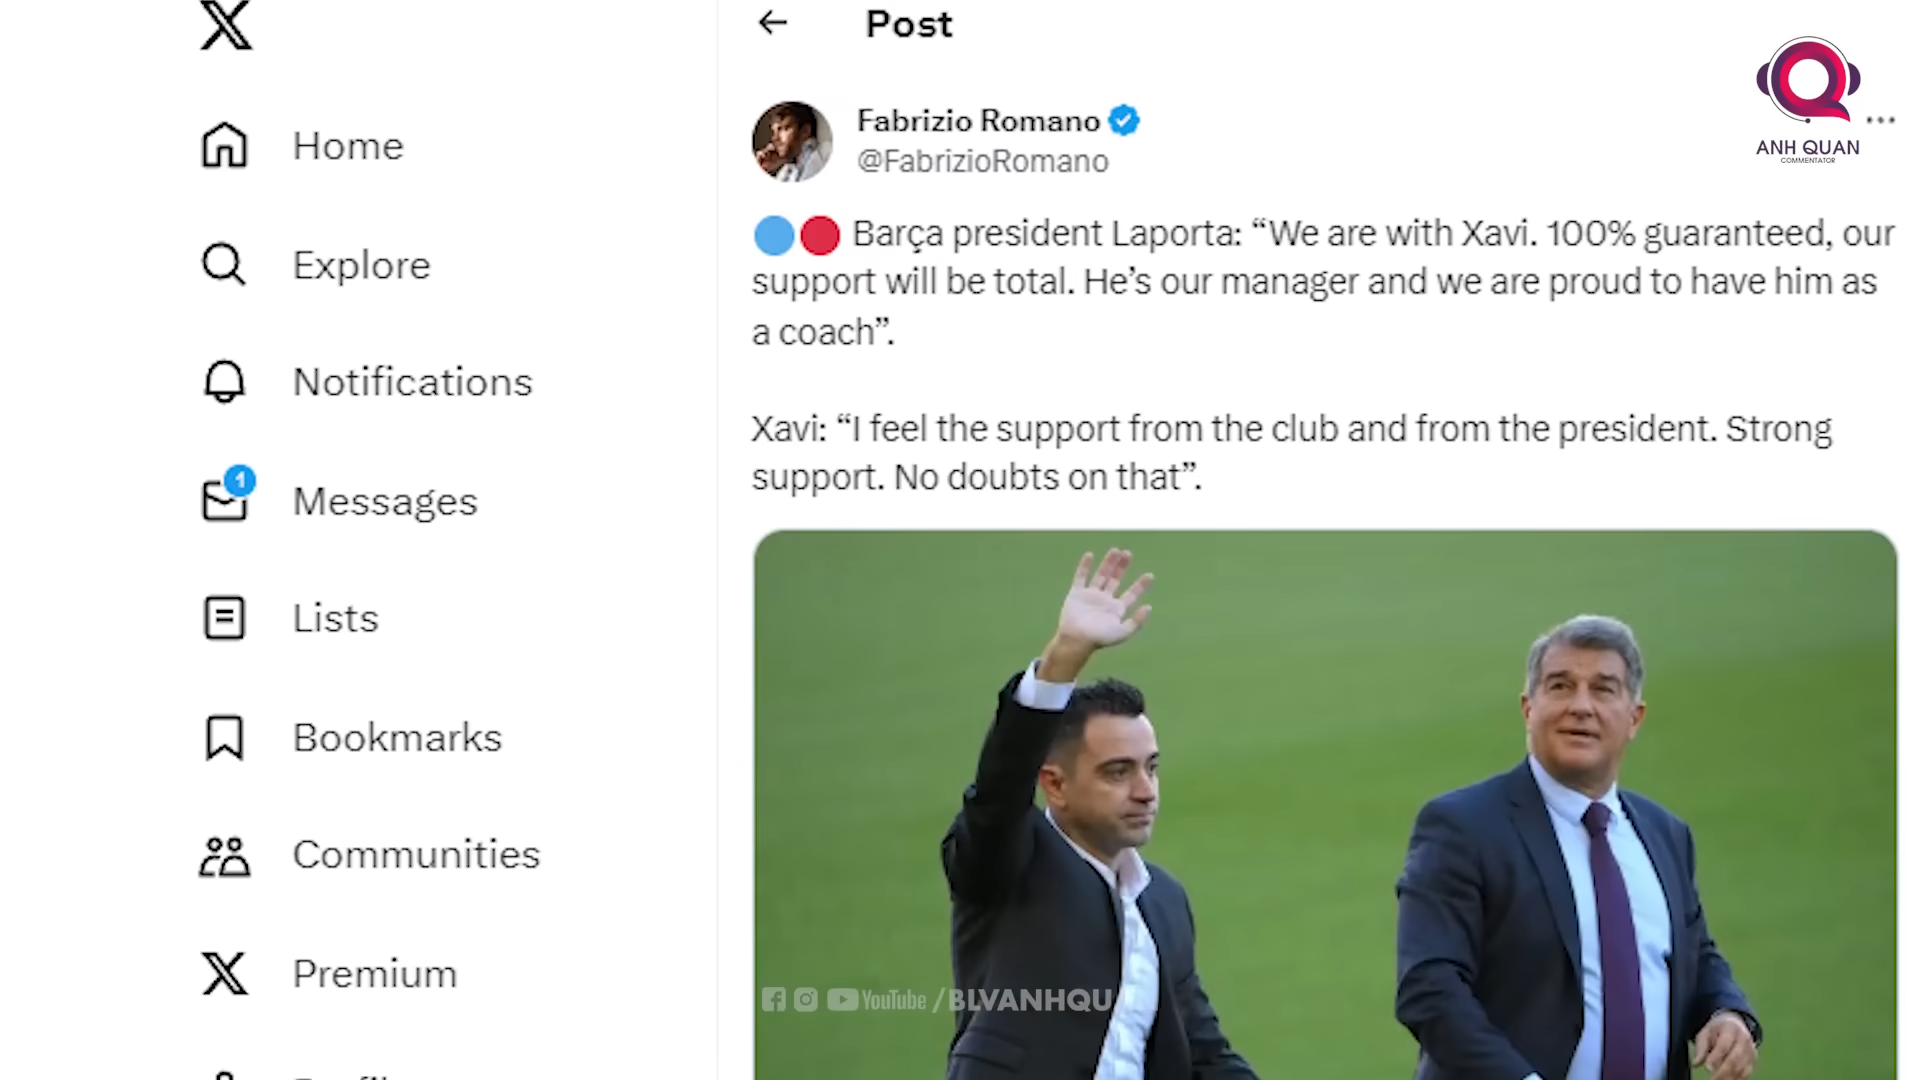 Post
Home
Explore
Notifications
1
Messages
Lists
Bookmarks
Communities
Premium
Fabrizio Romano
@FabrizioRomano
Barça president Laporta: “We are with Xavi. 100% guaranteed, our
support will be total. He’s our manager and we are proud to have him as
a coach”.
Xavi: “I feel the support from the club and from the president. Strong
support. No doubts on that”.
ANH QUAN
COMMENTATOR
YouTube /BLVANHQU